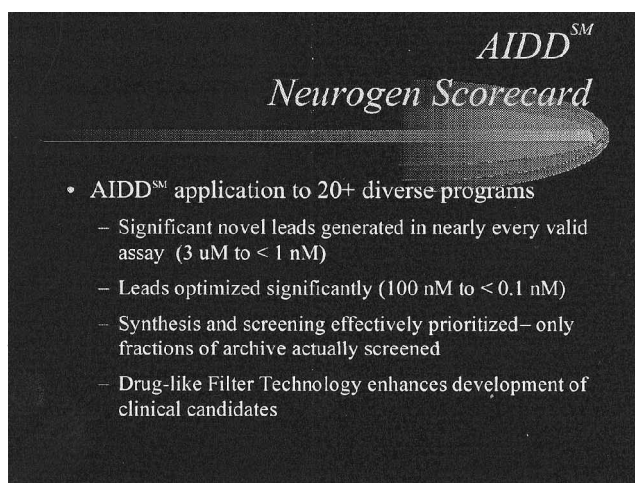 AIDD℠
Neurogen Scorecard
• AIDD℠ application to 20+ diverse programs
– Significant novel leads generated in nearly every valid
assay (3 uM to < 1 nM)
– Leads optimized significantly (100 nM to < 0.1 nM)
– Synthesis and screening effectively prioritized– only
fractions of archive actually screened
– Drug-like Filter Technology enhances development of
clinical candidates